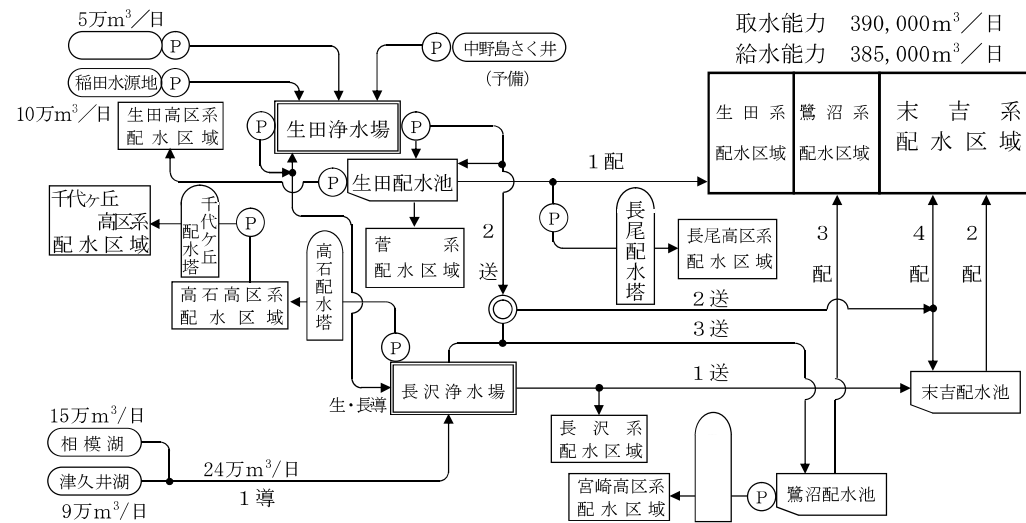 5万m³／日
P
P
中野島さく井
(予備)
取水能力 390,000m³／日
給水能力 385,000m³／日
稲田水源地
P
10万m³／日
生田高区系
配水区域
P
生田浄水場
P
生田系
配水区域
鷺沼系
配水区域
末吉系
配水区域
P
生田配水池
1配
千代ヶ丘
高区系
配水区域
千代ヶ丘
配水塔
P
高石配水塔
菅系
配水区域
2送
P
長尾配水塔
長尾高区系
配水区域
3配
4配
2配
高石高区系
配水区域
2送
3送
P
長沢浄水場
1送
末吉配水池
生・長導
15万m³/日
相模湖
長沢系
配水区域
24万m³/日
1導
津久井湖
9万m³/日
宮崎高区系
配水区域
P
鷺沼配水池